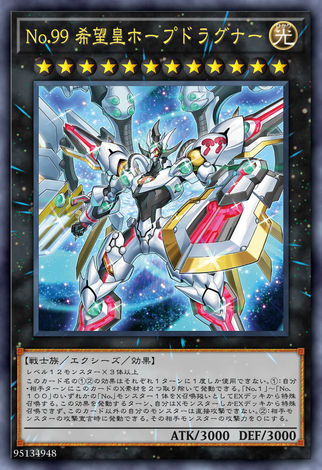 No.99 希望皇ホープドラグナー
光
【戦士族/エクシーズ/効果】
レベル12モンスター×3体以上
このカード名の①②の効果はそれぞれ1ターンに1度しか使用できない。①:自分
・相手ターンにこのカードのX素材を2つ取り除いて発動できる。「No.1」~「No.
100」のいずれかの「No.」モンスター1体をX召喚扱いとしてEXデッキから特殊
召喚する。この効果を発動するターン、自分はXモンスターしかEXデッキから特殊
召喚できず、このカード以外の自分のモンスターは直接攻撃できない。②:相手モン
スターの攻撃宣言時に発動できる。その相手モンスターの攻撃力を0にする。
ATK/3000 DEF/3000
95134948